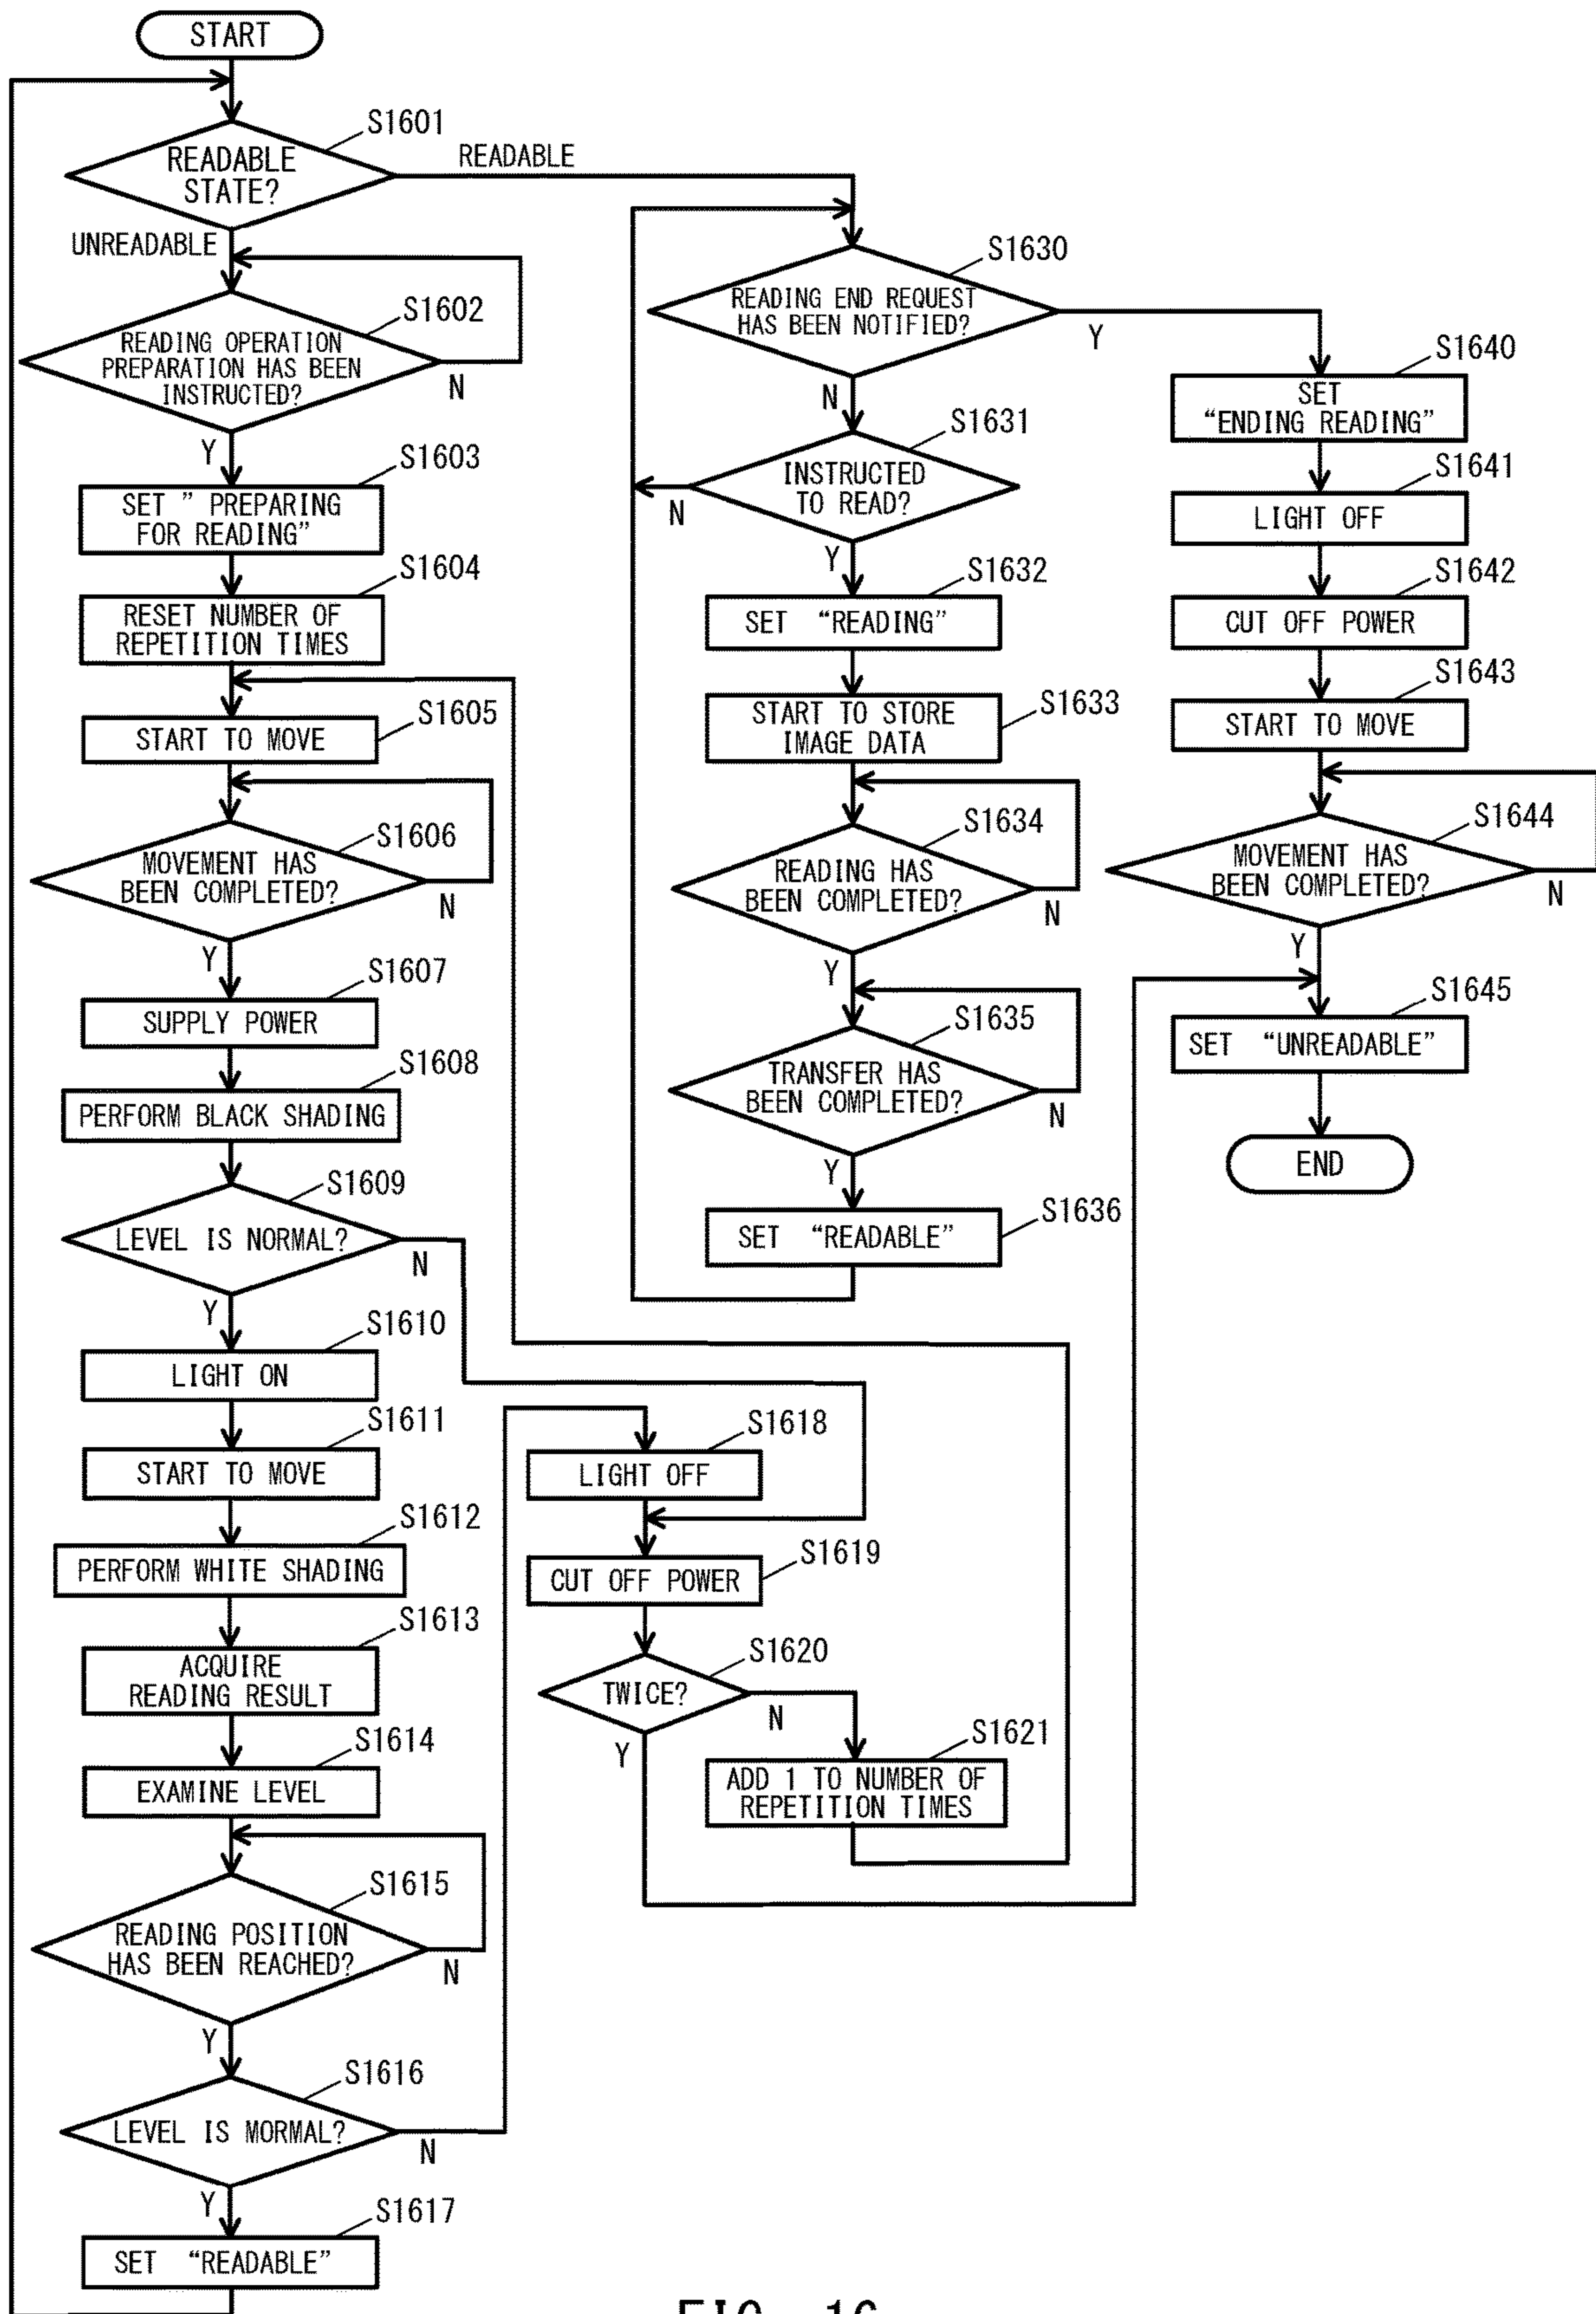 START
S1601
READABLE
STATE?
READABLE
UNREADABLE
S1602
READING OPERATION
PREPARATION HAS BEEN
INSTRUCTED?
N
Y
S1603
SET ” PREPARING
FOR READING”
S1604
RESET NUMBER OF
REPETITION TIMES
S1605
START TO MOVE
S1606
MOVEMENT HAS
BEEN COMPLETED?
N
Y
S1607
SUPPLY POWER
S1608
PERFORM BLACK SHADING
S1609
LEVEL IS NORMAL?
N
Y
S1610
LIGHT ON
S1611
START TO MOVE
S1612
PERFORM WHITE SHADING
S1613
ACQUIRE
READING RESULT
S1614
EXAMINE LEVEL
S1615
READING POSITION
HAS BEEN REACHED?
N
Y
S1616
LEVEL IS MORMAL?
N
Y
S1617
SET “READABLE”
S1618
LIGHT OFF
S1619
CUT OFF POWER
S1620
TWICE?
N
Y
S1621
ADD 1 TO NUMBER OF
REPETITION TIMES
S1630
READING END REQUEST
HAS BEEN NOTIFIED?
Y
N
S1631
INSTRUCTED
TO READ?
N
Y
S1632
SET “READING”
S1633
START TO STORE
IMAGE DATA
S1634
READING HAS
BEEN COMPLETED?
N
Y
S1635
TRANSFER HAS
BEEN COMPLETED?
N
Y
S1636
SET “READABLE”
S1640
SET
“ENDING READING”
S1641
LIGHT OFF
S1642
CUT OFF POWER
S1643
START TO MOVE
S1644
MOVEMENT HAS
BEEN COMPLETED?
N
Y
S1645
SET “UNREADABLE”
END
FIG. 16